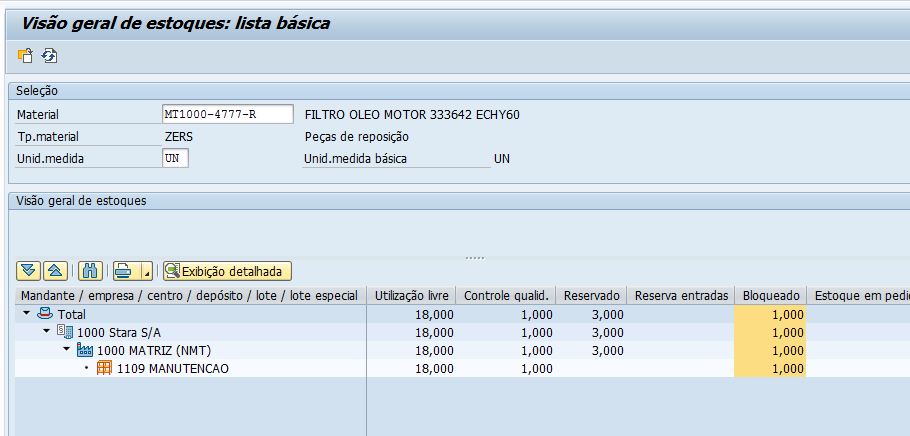 Visão geral de estoques: lista básica
Seleção
Material MT1000-4777-R FILTRO OLEO MOTOR 333642 ECHY60
Tp.material ZERS Peças de reposição
Unid.medida UN Unid.medida básica UN
Visão geral de estoques
Exibição detalhada
Mandante / empresa / centro / depósito / lote / lote especial Utilização livre Controle qualid. Reservado Reserva entradas Bloqueado Estoque em pedi
Total 18,000 1,000 3,000 1,000
1000 Stara S/A 18,000 1,000 3,000 1,000
1000 MATRIZ (NMT) 18,000 1,000 3,000 1,000
1109 MANUTENCAO 18,000 1,000 1,000